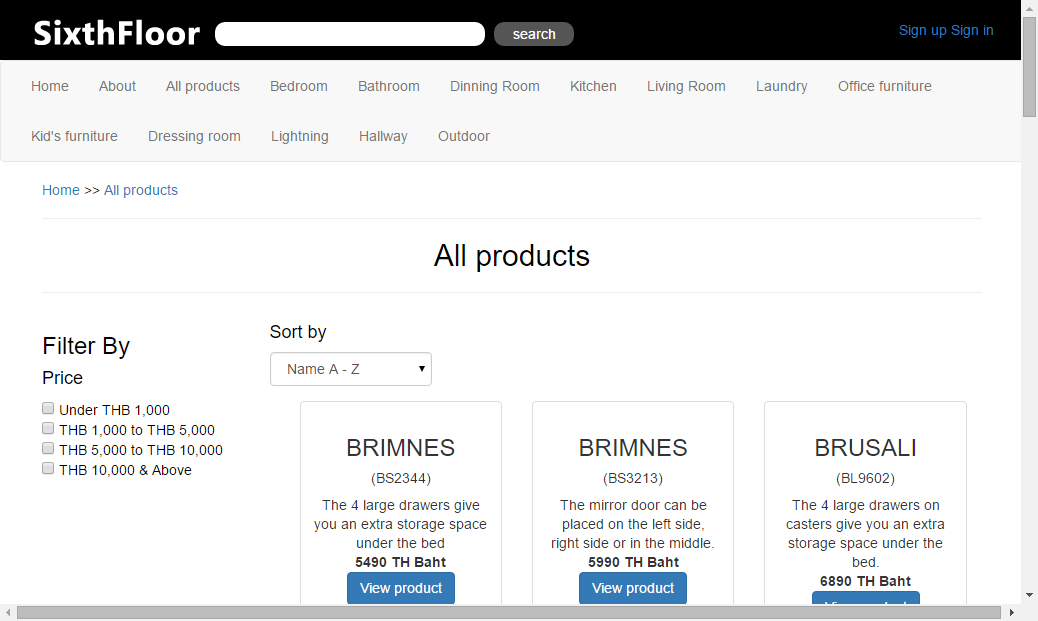 SixthFloor
search
Sign up Sign in
Home About All products Bedroom Bathroom Dinning Room Kitchen Living Room Laundry Office furniture
Kid's furniture Dressing room Lightning Hallway Outdoor
Home >> All products
All products
Filter By
Price
Under THB 1,000
THB 1,000 to THB 5,000
THB 5,000 to THB 10,000
THB 10,000 & Above
Sort by
Name A - Z
BRIMNES
(BS2344)
The 4 large drawers give
you an extra storage space
under the bed
5490 TH Baht
View product
BRIMNES
(BS3213)
The mirror door can be
placed on the left side,
right side or in the middle.
5990 TH Baht
View product
BRUSALI
(BL9602)
The 4 large drawers on
casters give you an extra
storage space under the
bed.
6890 TH Baht